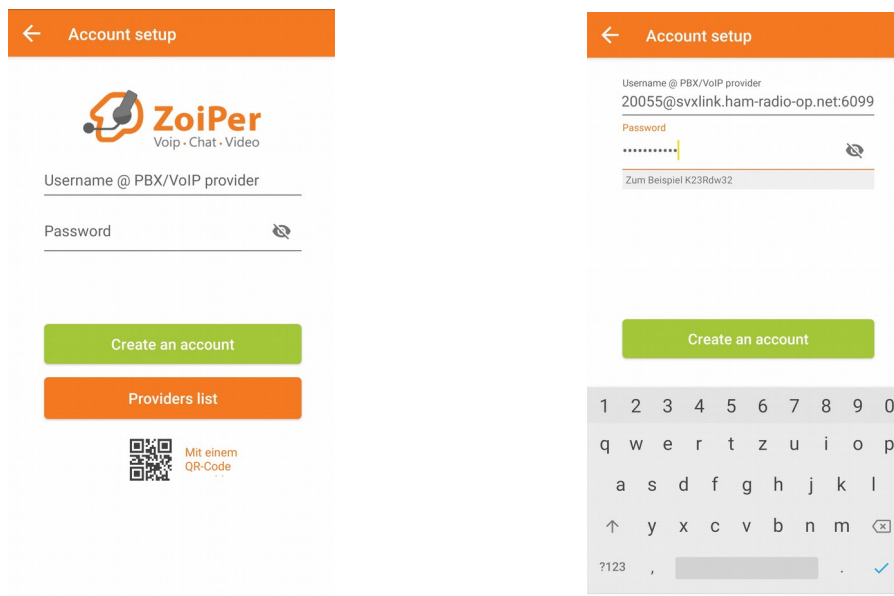 Account setup
ZoiPer
Voip • Chat • Video
Username @ PBX/VoIP provider
Password
Create an account
Providers list
Mit einem
QR-Code
Account setup
Username @ PBX/VoIP provider
20055@svxlink.ham-radio-op.net:6099
Password
•••••••••••
Zum Beispiel K23Rdw32
Create an account
1 2 3 4 5 6 7 8 9 0
q w e r t z u i o p
a s d f g h j k l
y x c v b n m
?123 , .